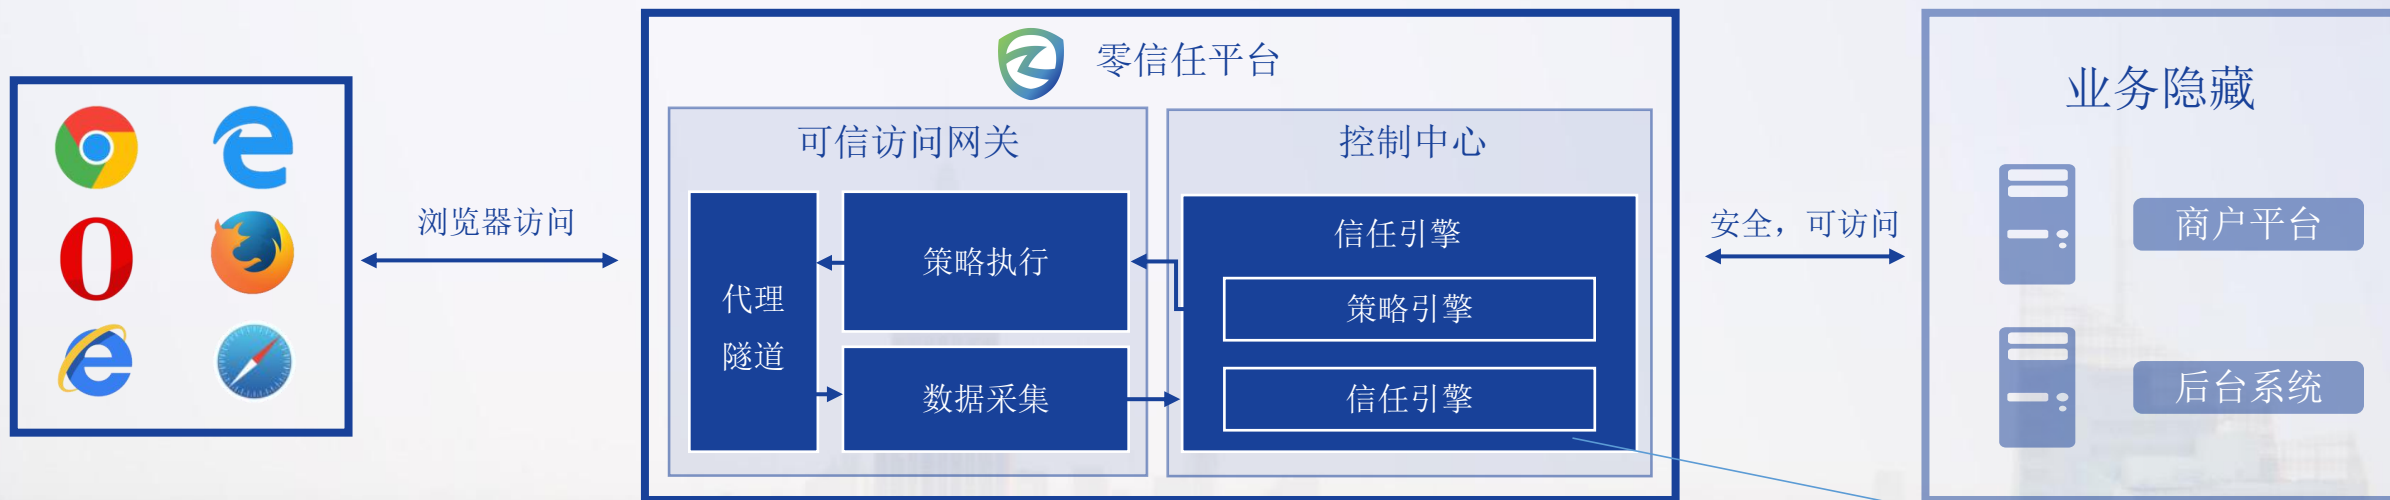 零信任平台
业务隐藏
可信访问网关
控制中心
浏览器访问
代理
隧道
策略执行
数据采集
信任引擎
策略引擎
信任引擎
安全，可访问
商户平台
后台系统